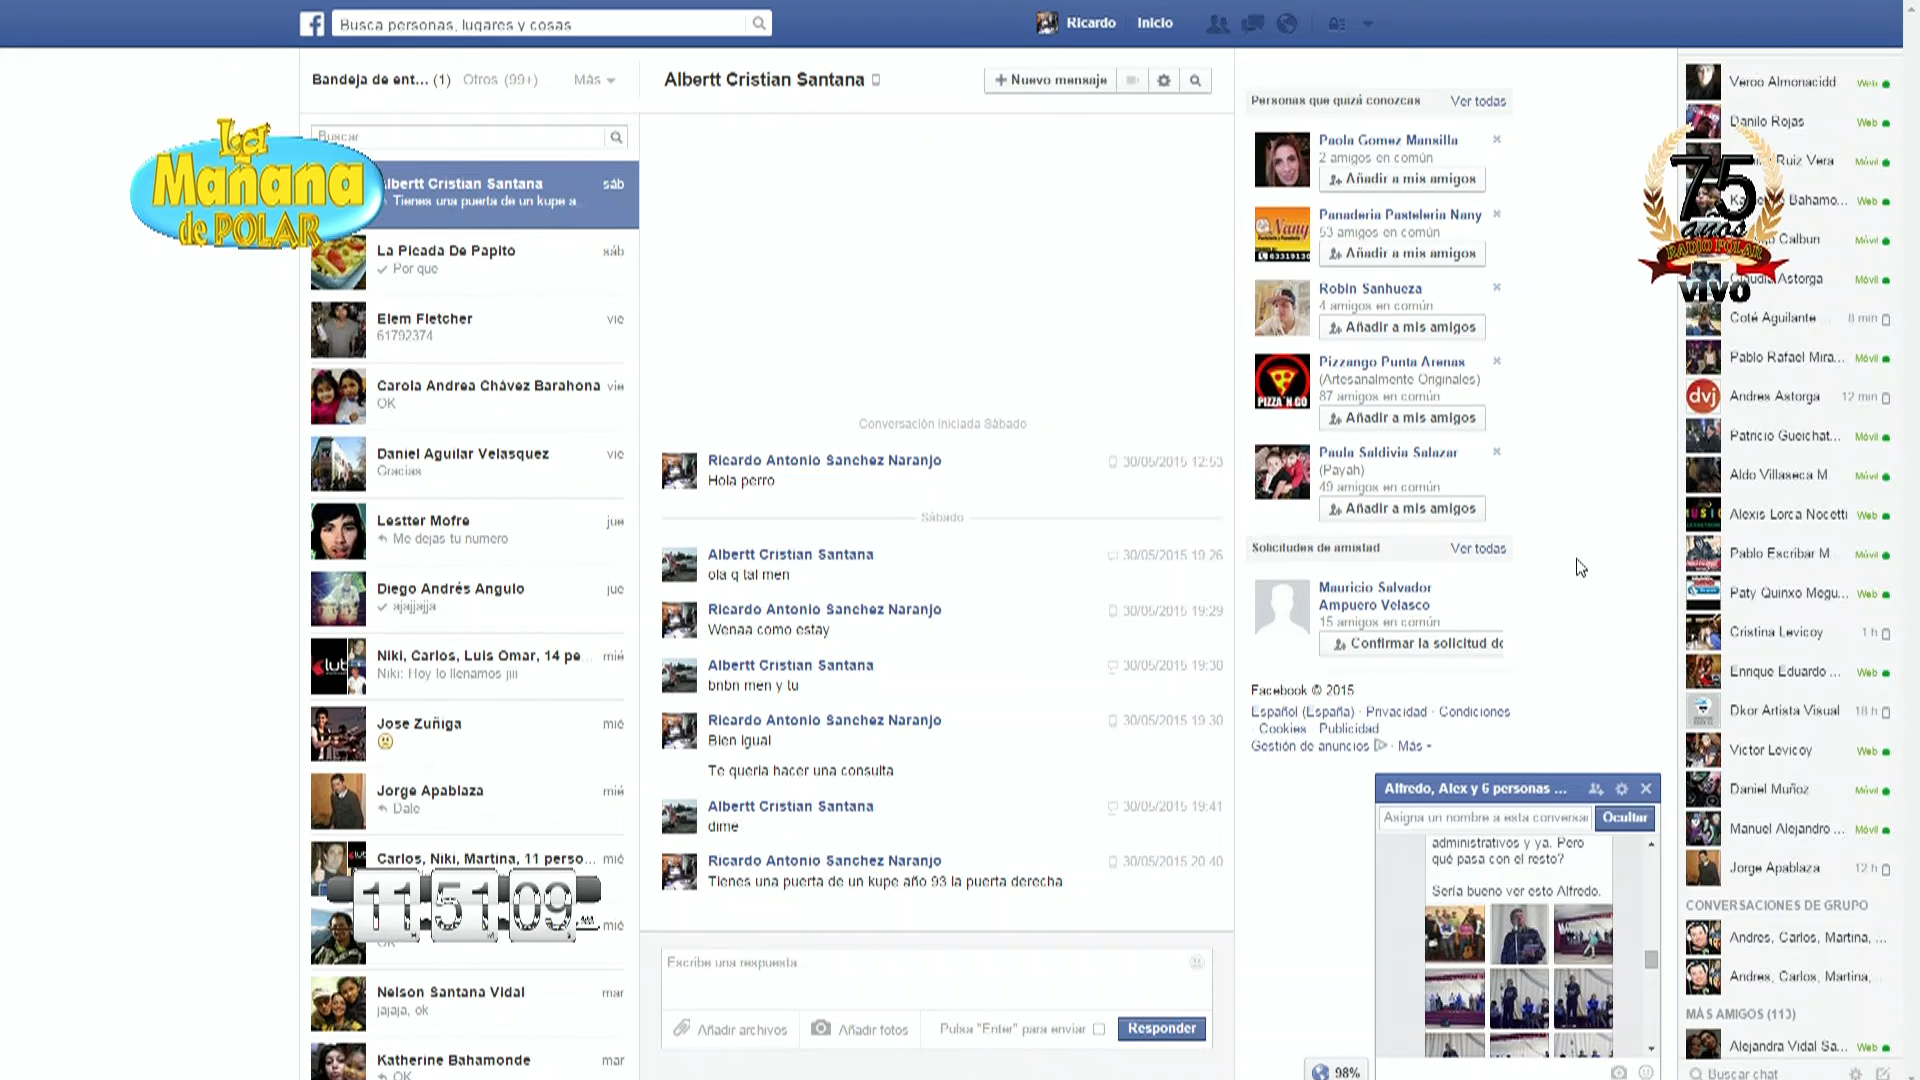 Busca personas, lugares y cosas
Ricardo
Inicio
Bandeja de ent... (1)
Otros (99+)
Más
Albertt Cristian Santana
Nuevo mensaje
Buscar
La
Mañana
de POLAR
lbertt Cristian Santana
sáb
Tienes una puerta de un kupe a...
La Picada De Papito
sáb
Por que
Elem Fletcher
vie
61792374
Carola Andrea Chávez Barahona
vie
OK
Daniel Aguilar Velasquez
vie
Gracias
Lestter Mofre
jue
Me dejas tu numero
Diego Andrés Angulo
jue
ajajjajja
Niki, Carlos, Luis Omar, 14 pe...
mié
Niki: Hoy lo llenamos jiii
Jose Zuñiga
mié
Jorge Apablaza
mié
Dale
Carlos, Niki, Martina, 11 perso...
mié
11 51 09
mié
OK
Nelson Santana Vidal
mar
jajaja, ok
Katherine Bahamonde
mar
OK
Conversación iniciada Sábado
Ricardo Antonio Sanchez Naranjo
30/05/2015 12:53
Hola perro
Sábado
Albertt Cristian Santana
30/05/2015 19:26
ola q tal men
Ricardo Antonio Sanchez Naranjo
30/05/2015 19:29
Wenaa como estay
Albertt Cristian Santana
30/05/2015 19:30
bnbn men y tu
Ricardo Antonio Sanchez Naranjo
30/05/2015 19:30
Bien igual
Te quería hacer una consulta
Albertt Cristian Santana
30/05/2015 19:41
dime
Ricardo Antonio Sanchez Naranjo
30/05/2015 20:40
Tienes una puerta de un kupe año 93 la puerta derecha
Escribe una respuesta
Añadir archivos
Añadir fotos
Pulsa "Enter" para enviar
Responder
Personas que quizá conozcas
Ver todas
Paola Gomez Mansilla
2 amigos en común
Añadir a mis amigos
Panaderia Pasteleria Nany
53 amigos en común
Añadir a mis amigos
Robin Sanhueza
4 amigos en común
Añadir a mis amigos
Pizzango Punta Arenas
(Artesanalmente Originales)
87 amigos en común
Añadir a mis amigos
PIZZA'N GO
Paula Saldivia Salazar
(Payah)
49 amigos en común
Añadir a mis amigos
Solicitudes de amistad
Ver todas
Mauricio Salvador
Ampuero Velasco
15 amigos en común
Confirmar la solicitud de
Facebook © 2015
Español (España) · Privacidad · Condiciones
· Cookies · Publicidad
Gestión de anuncios · Más
Alfredo, Alex y 6 personas ...
Asigna un nombre a esta conversa
Ocultar
administrativos y ya. Pero
qué pasa con el resto?
Sería bueno ver esto Alfredo.
98%
75
años
RADIO POLAR
vivo
Veroo Almonacidd
Web
Danilo Rojas
Web
Ruiz Vera
Móvil
Bahamo...
Web
Calbun
Móvil
Claudia Astorga
Móvil
Coté Aguilante
8 min
Pablo Rafael Mira...
Móvil
dvj
Andres Astorga
12 min
Patricio Gueichat...
Móvil
Aldo Villaseca M
Móvil
Alexis Lorca Nocetti
Web
Pablo Escribar M
Móvil
Paty Quinxo Megu...
Web
Cristina Levicoy
1 h
Enrique Eduardo ...
Web
Dkor Artista Visual
18 h
Victor Levicoy
Web
Daniel Muñoz
Móvil
Manuel Alejandro ...
Móvil
Jorge Apablaza
12 h
CONVERSACIONES DE GRUPO
Andres, Carlos, Martina, ...
Andres, Carlos, Martina,
MÁS AMIGOS (113)
Alejandra Vidal Sa...
Web
Buscar chat